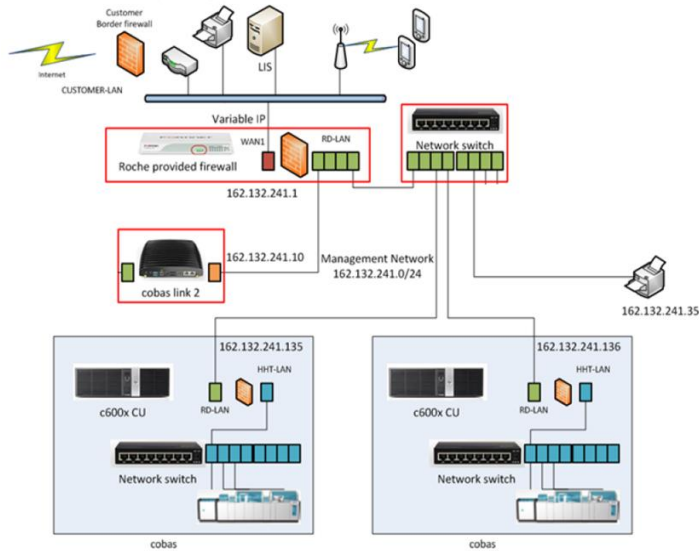 Customer
Border firewall
Internet
CUSTOMER-LAN
LIS
Variable IP
WAN1
RD-LAN
Roche provided firewall
Network switch
162.132.241.1
162.132.241.10
Management Network
162.132.241.0/24
cobas link 2
162.132.241.35
162.132.241.135
HHT-LAN
c600x CU
RD-LAN
Network switch
cobas
162.132.241.136
HHT-LAN
c600x CU
RD-LAN
Network switch
cobas